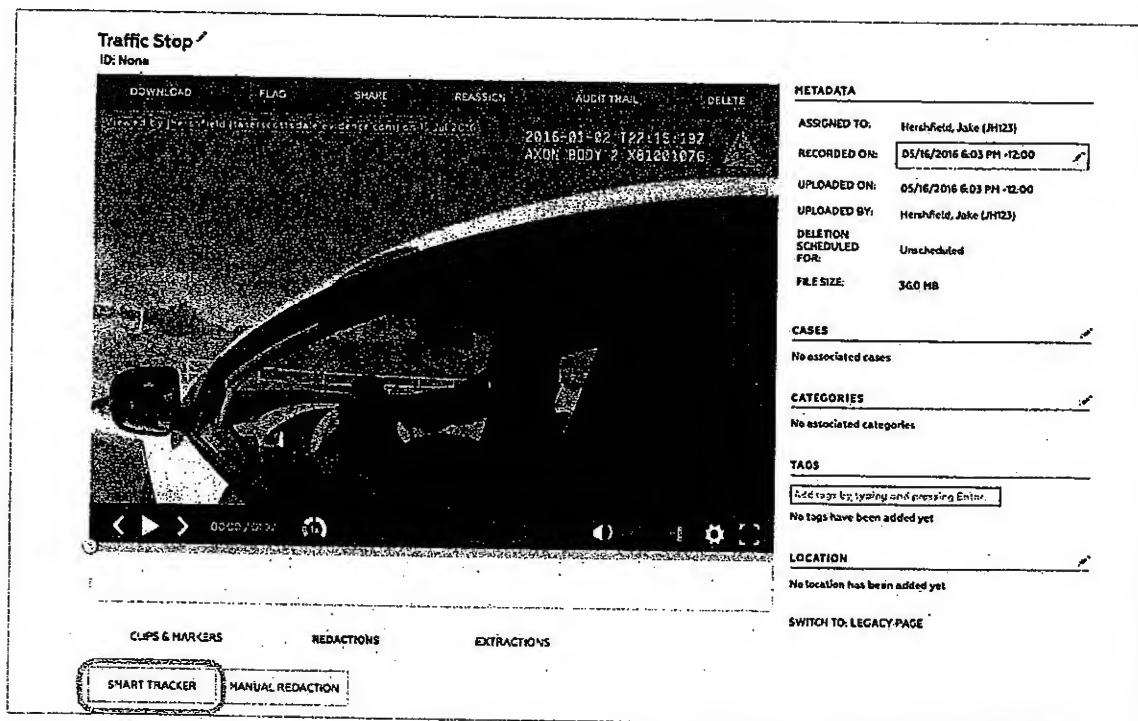 Traffic Stop
ID: None
DOWNLOAD FLAG SHARE REASSIGN AUDIT TRAIL DELETE
2016-01-02 T22:15:19Z
AXON BODY 2 X81201076
00:00 /
METADATA
ASSIGNED TO: Hershfield, Jake (JH123)
RECORDED ON: 05/16/2016 6:03 PM -12:00
UPLOADED ON: 05/16/2016 6:03 PM -12:00
UPLOADED BY: Hershfield, Jake (JH123)
DELETION
SCHEDULED
FOR: Unscheduled
FILE SIZE: 36.0 MB
CASES
No associated cases
CATEGORIES
No associated categories
TAGS
Add tags by typing and pressing Enter.
No tags have been added yet
LOCATION
No location has been added yet
SWITCH TO: LEGACY PAGE
CLIPS & MARKERS REDACTIONS EXTRACTIONS
SMART TRACKER MANUAL REDACTION